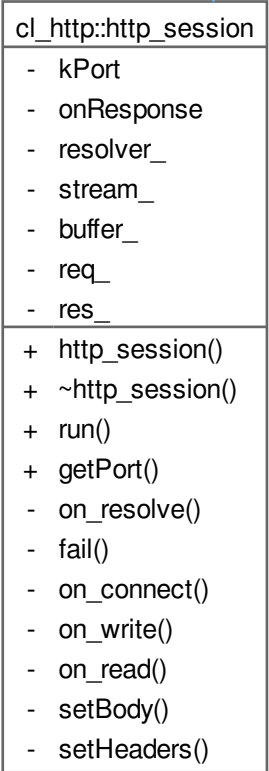 cl_http::http_session
- kPort
- onResponse
- resolver_
- stream_
- buffer_
- req_
- res_
+ http_session()
+ ~http_session()
+ run()
+ getPort()
- on_resolve()
- fail()
- on_connect()
- on_write()
- on_read()
- setBody()
- setHeaders()